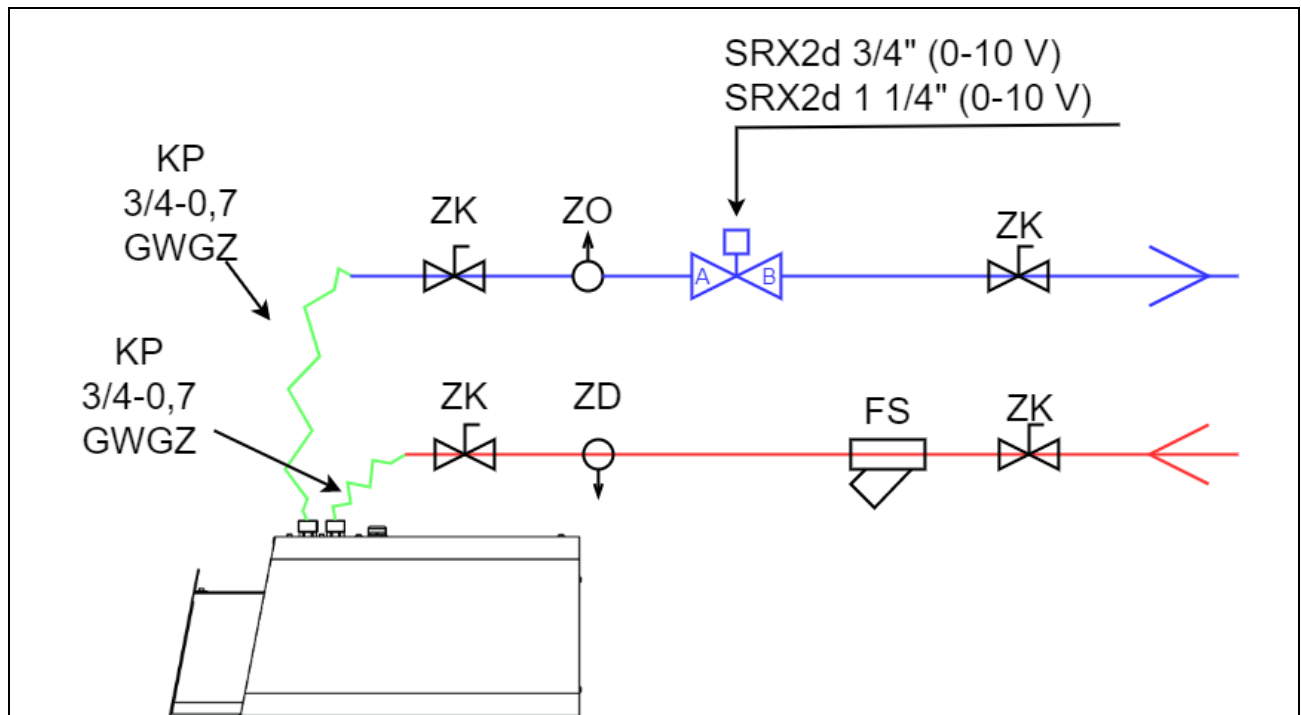 SRX2d 3/4" (0-10 V)
SRX2d 1 1/4" (0-10 V)
KP
3/4-0,7
GWGZ
ZK
ZO
ZK
A
B
KP
3/4-0,7
GWGZ
ZK
ZD
FS
ZK